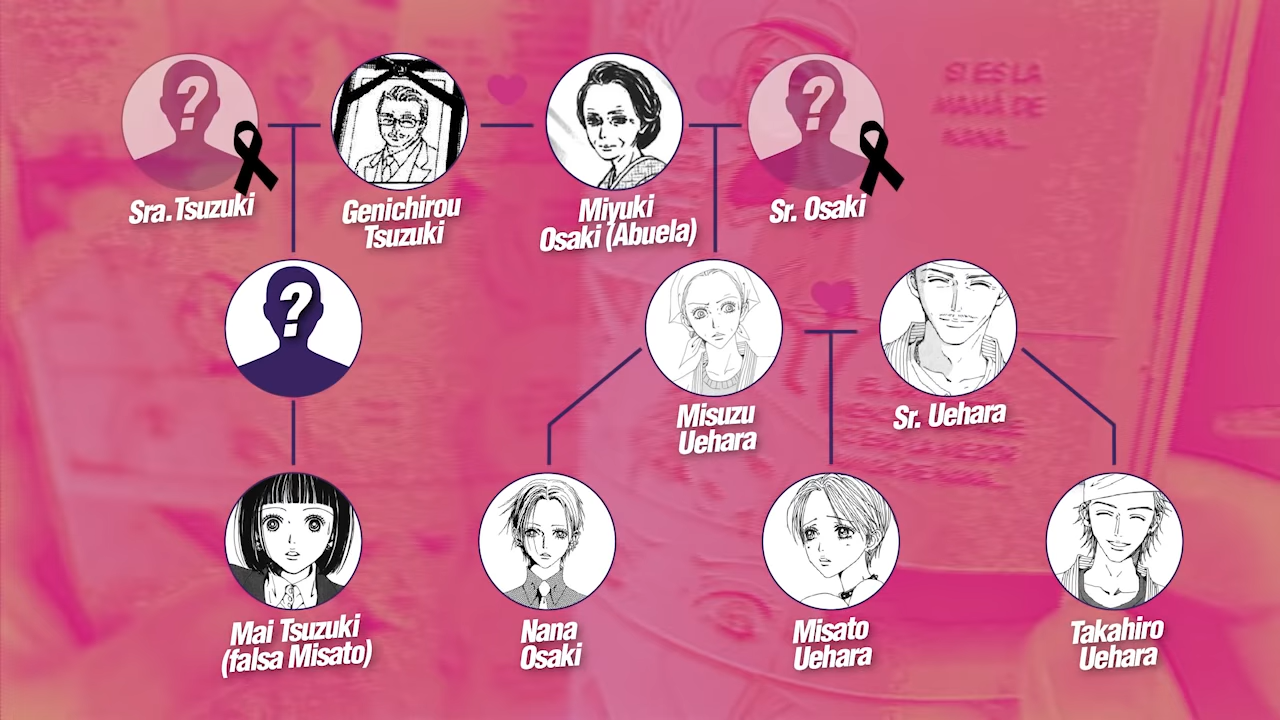 SI ES LA
MAMÁ DE
NANA...
?
?
Sra.Tsuzuki
Genichirou
Tsuzuki
Miyuki
Osaki (Abuela)
Sr. Osaki
?
Misuzu
Uehara
Sr. Uehara
Mai Tsuzuki
(falsa Misato)
Nana
Osaki
Misato
Uehara
Takahiro
Uehara